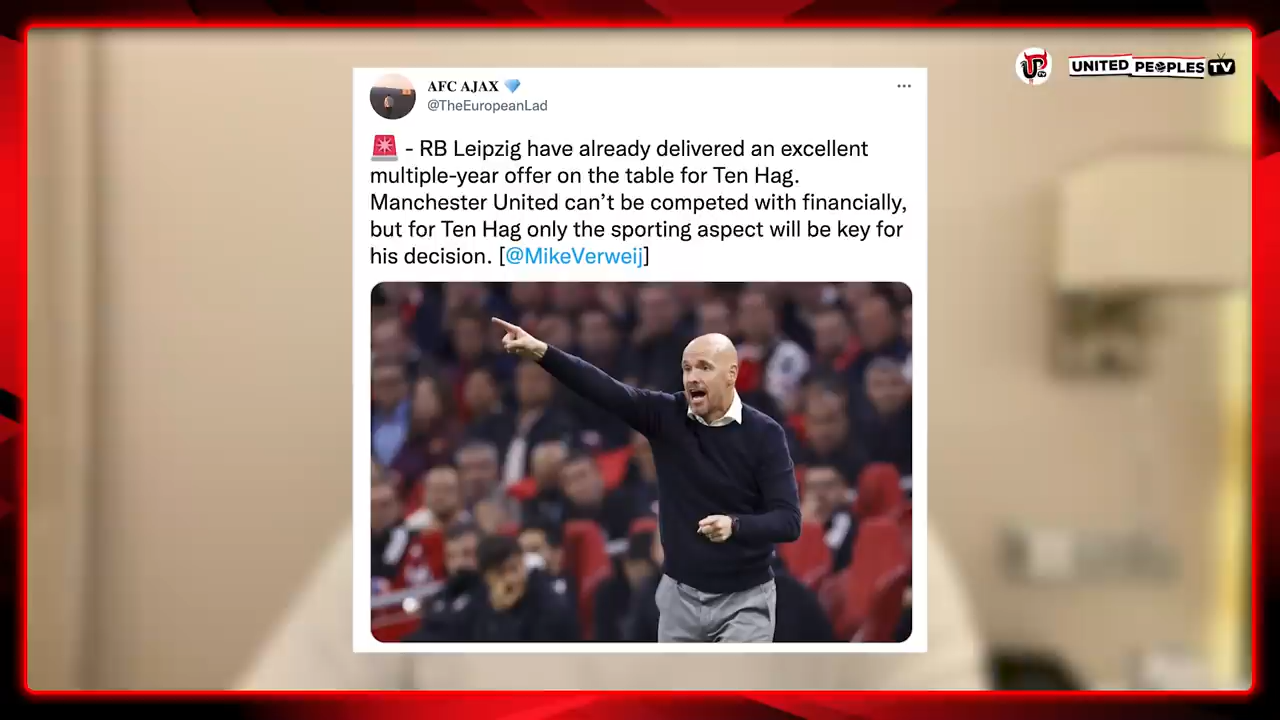 UNITED PEOPLES TV
AFC AJAX 💎
@TheEuropeanLad
🚨 - RB Leipzig have already delivered an excellent
multiple-year offer on the table for Ten Hag.
Manchester United can’t be competed with financially,
but for Ten Hag only the sporting aspect will be key for
his decision. [@MikeVerweij]